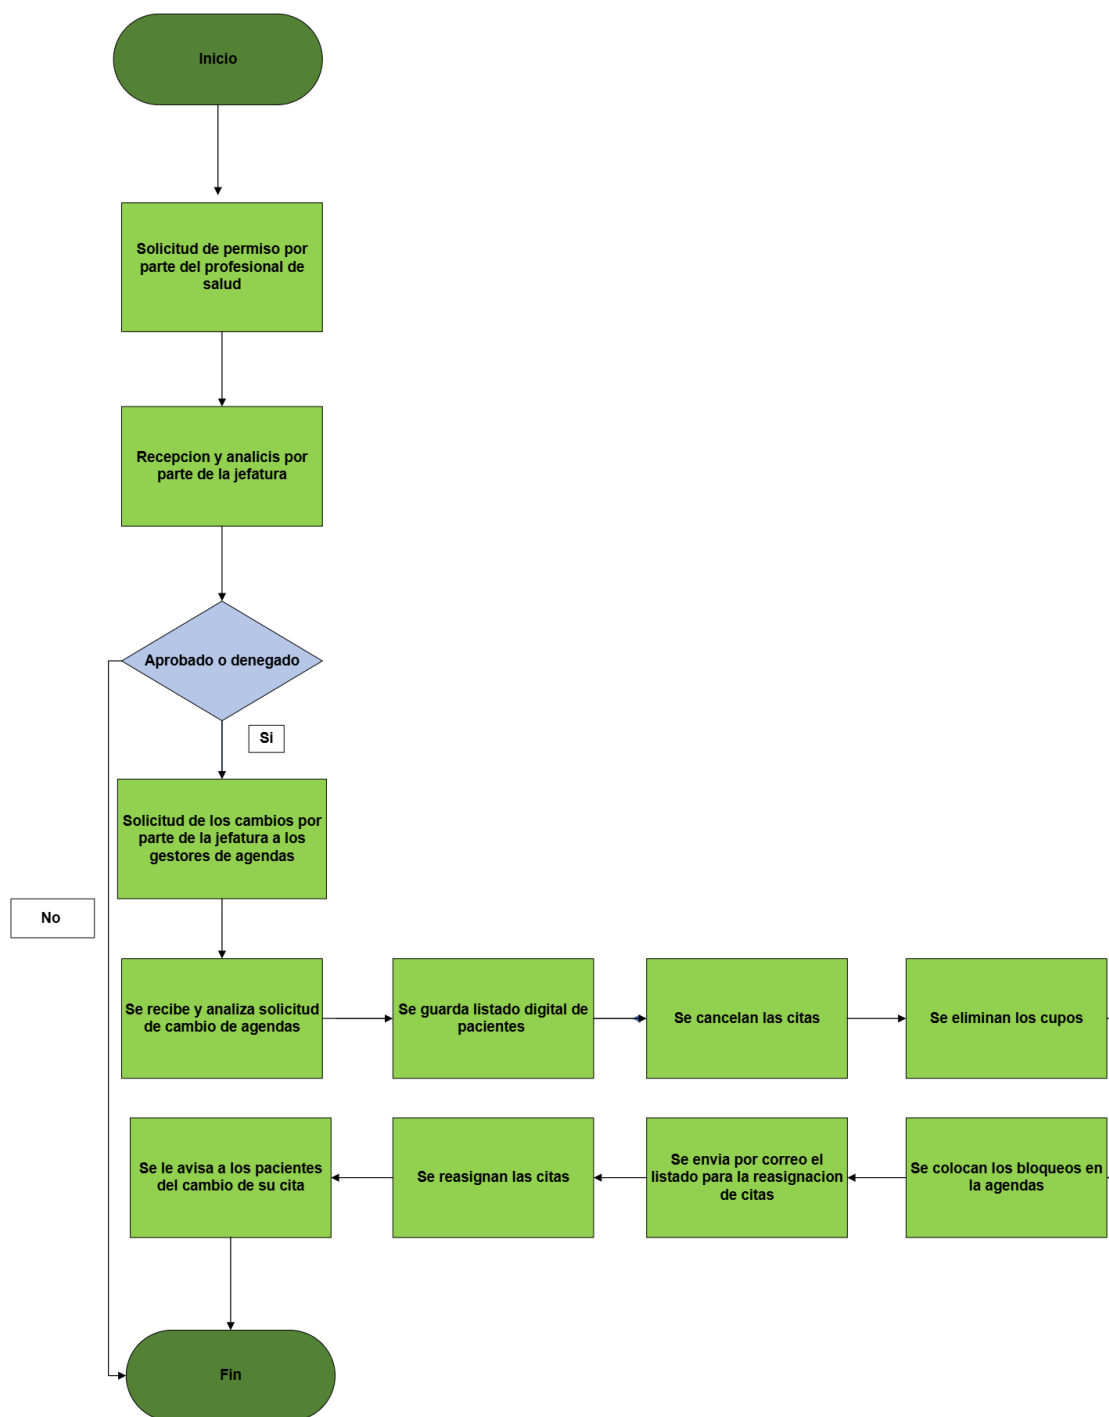 Inicio
Solicitud de permiso por
parte del profesional de
salud
Recepcion y analicis por
parte de la jefatura
Aprobado o denegado
Si
Solicitud de los cambios por
parte de la jefatura a los
gestores de agendas
No
Se recibe y analiza solicitud
de cambio de agendas
Se guarda listado digital de
pacientes
Se cancelan las citas
Se eliminan los cupos
Se le avisa a los pacientes
del cambio de su cita
Se reasignan las citas
Se envia por correo el
listado para la reasignacion
de citas
Se colocan los bloqueos en
la agendas
Fin